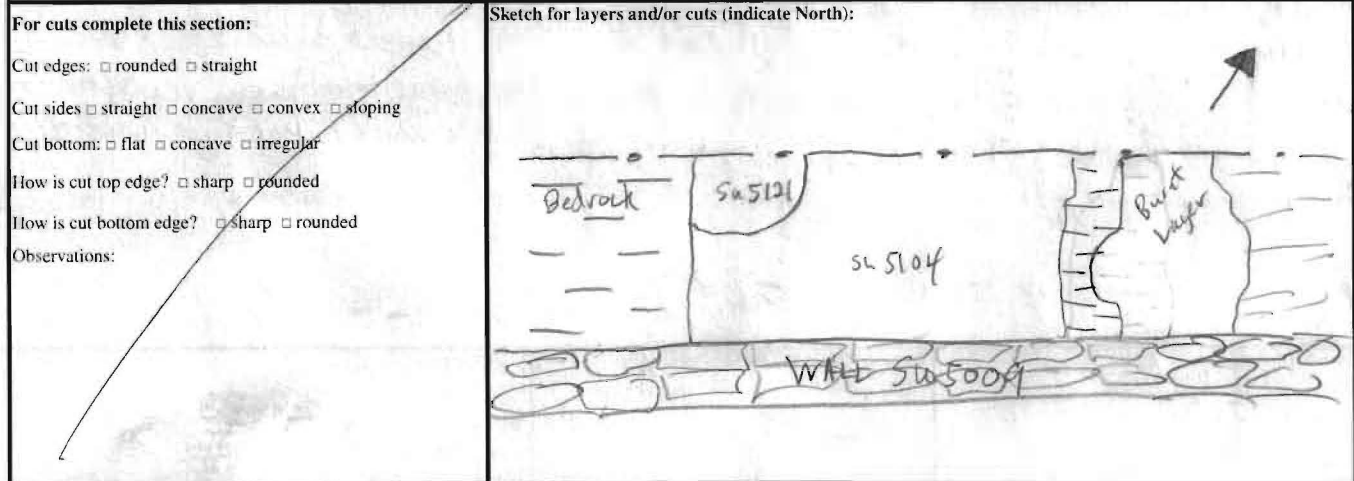 For cuts complete this section:
Cut edges: □ rounded □ straight
Cut sides □ straight □ concave □ convex □ sloping
Cut bottom: □ flat □ concave □ irregular
How is cut top edge? □ sharp □ rounded
How is cut bottom edge? □ sharp □ rounded
Observations:
Sketch for layers and/or cuts (indicate North):
Bedrock
Su5121
Su 5104
Burnt
Layer
WALL SU5009